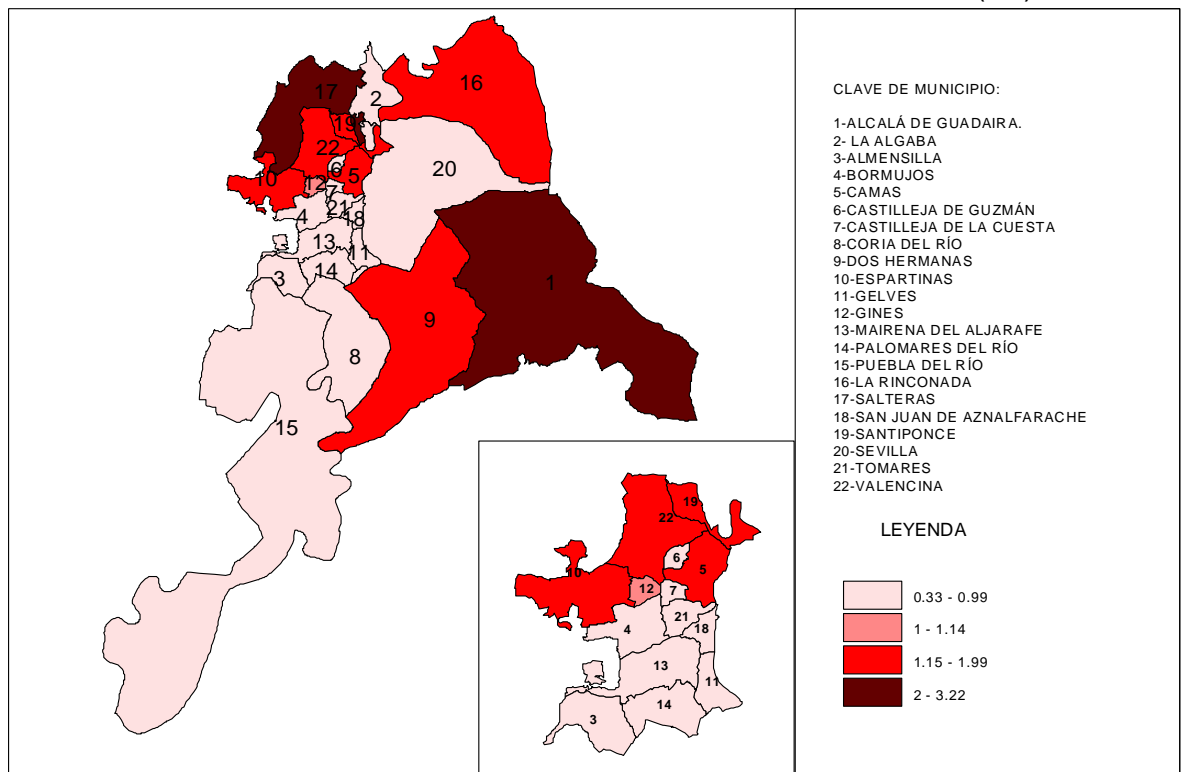 16
17
2
19
22
20
6
5
10
12
7
21
4
18
13
11
3
14
1
9
8
15
CLAVE DE MUNICIPIO:
1-ALCALÁ DE GUADAIRA.
2- LA ALGABA
3-ALMENSILLA
4-BORMUJOS
5-CAMAS
6-CASTILLEJA DE GUZMÁN
7-CASTILLEJA DE LA CUESTA
8-CORIA DEL RÍO
9-DOS HERMANAS
10-ESPARTINAS
11-GELVES
12-GINES
13-MAIRENA DEL ALJARAFE
14-PALOMARES DEL RÍO
15-PUEBLA DEL RÍO
16-LA RINCONADA
17-SALTERAS
18-SAN JUAN DE AZNALFARACHE
19-SANTIPONCE
20-SEVILLA
21-TOMARES
22-VALENCINA
LEYENDA
0.33 - 0.99
1 - 1.14
1.15 - 1.99
2 - 3.22
19
22
6
5
10
12
7
21
4
18
13
11
14
3